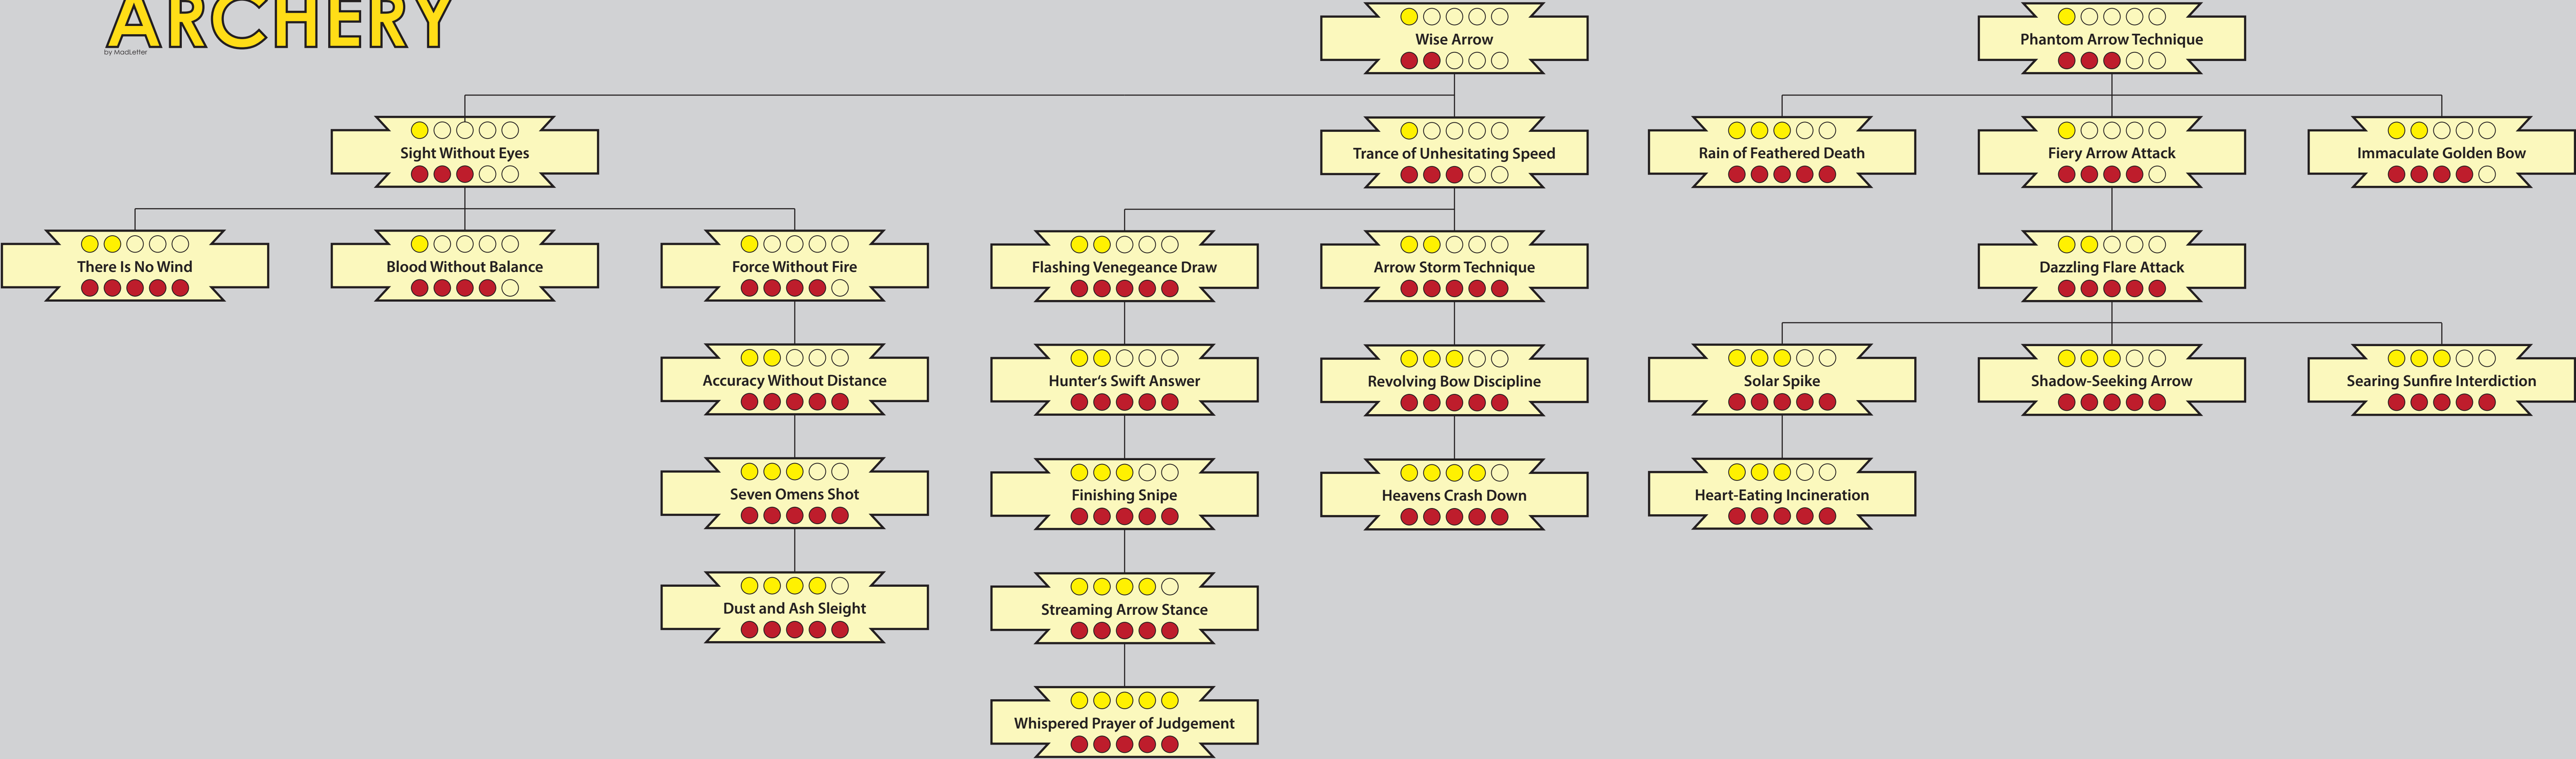 ARCHERY
by MadLetter
Wise Arrow
Phantom Arrow Technique
Sight Without Eyes
Trance of Unhesitating Speed
Rain of Feathered Death
Fiery Arrow Attack
Immaculate Golden Bow
There Is No Wind
Blood Without Balance
Force Without Fire
Flashing Venegeance Draw
Arrow Storm Technique
Dazzling Flare Attack
Accuracy Without Distance
Hunter's Swift Answer
Revolving Bow Discipline
Solar Spike
Shadow-Seeking Arrow
Searing Sunfire Interdiction
Seven Omens Shot
Finishing Snipe
Heavens Crash Down
Heart-Eating Incineration
Dust and Ash Sleight
Streaming Arrow Stance
Whispered Prayer of Judgement